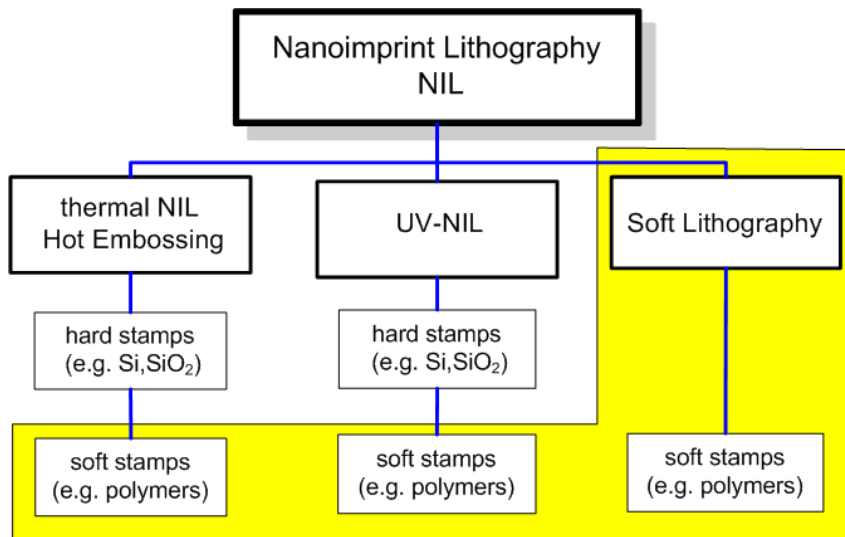 Nanoimprint Lithography
NIL
thermal NIL
Hot Embossing
UV-NIL
Soft Lithography
hard stamps
(e.g. Si,SiO₂)
hard stamps
(e.g. Si,SiO₂)
soft stamps
(e.g. polymers)
soft stamps
(e.g. polymers)
soft stamps
(e.g. polymers)